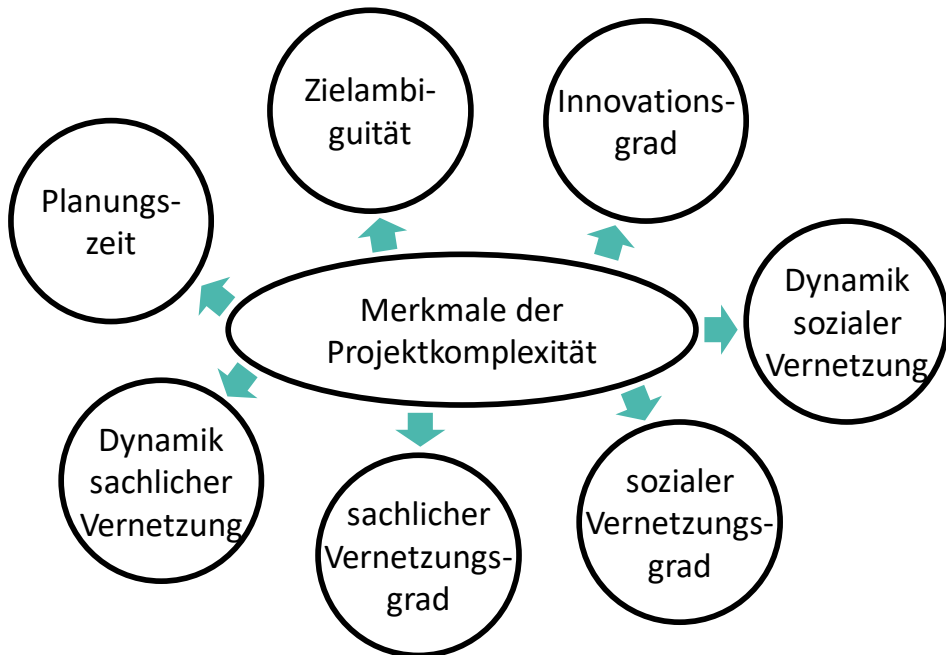 Zielambi-
guität
Innovations-
grad
Planungs-
zeit
Dynamik
sozialer
Vernetzung
Merkmale der
Projektkomplexität
Dynamik
sachlicher
Vernetzung
sachlicher
Vernetzungs-
grad
sozialer
Vernetzungs-
grad